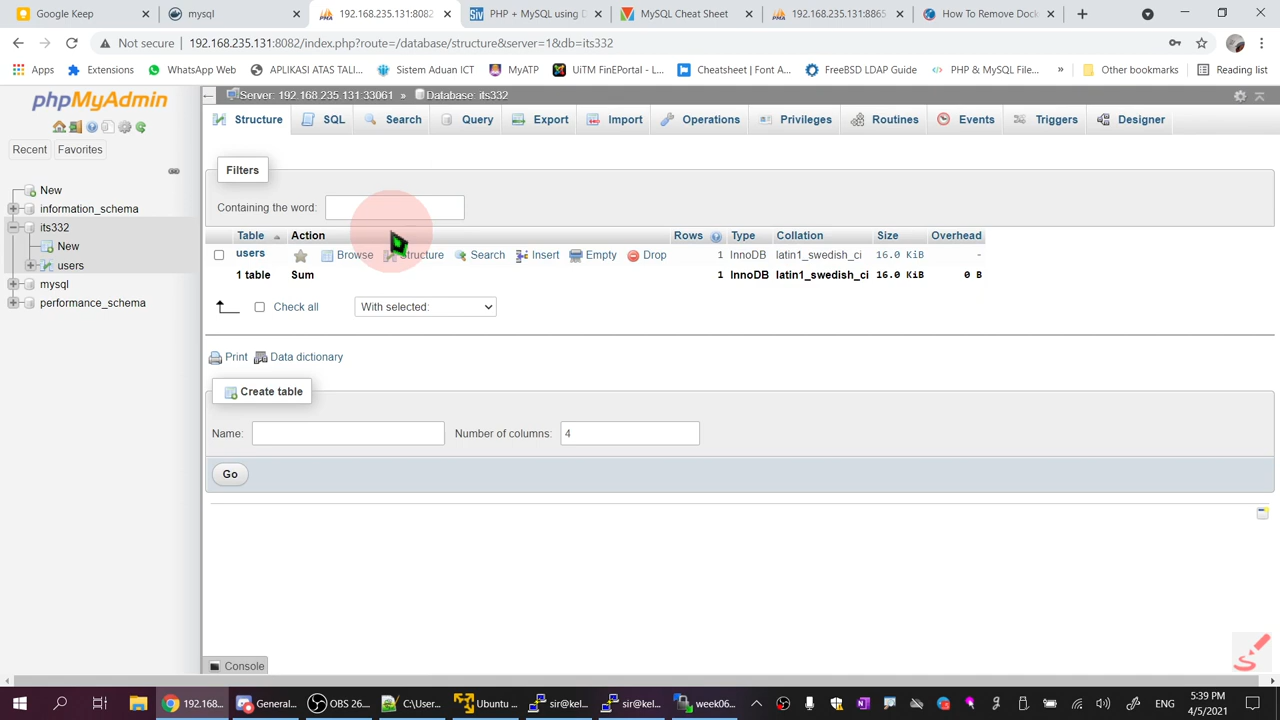 Google Keep
mysql
192.168.235.131:8082
PHP + MySQL using D
MySQL Cheat Sheet
192.168.235.131:8865
How To Remove Dock
Not secure
192.168.235.131:8082/index.php?route=/database/structure&server=1&db=its332
Apps
Extensions
WhatsApp Web
APLIKASI ATAS TALI...
Sistem Aduan ICT
MyATP
UiTM FinEPortal - L...
Cheatsheet | Font A...
FreeBSD LDAP Guide
PHP & MySQL File...
»
Other bookmarks
Reading list
phpMyAdmin
Recent
Favorites
New
information_schema
its332
New
users
mysql
performance_schema
Server: 192.168.235.131:33061 » Database: its332
Structure
SQL
Search
Query
Export
Import
Operations
Privileges
Routines
Events
Triggers
Designer
Filters
Containing the word:
Table Action Rows Type Collation Size Overhead
users Browse Structure Search Insert Empty Drop 1 InnoDB latin1_swedish_ci 16.0 KiB -
1 table Sum 1 InnoDB latin1_swedish_ci 16.0 KiB 0 B
Check all
With selected:
Print
Data dictionary
Create table
Name:
Number of columns: 4
Go
Console
192.168...
General...
OBS 26...
C:\User...
Ubuntu ...
sir@kel...
sir@kel...
week06...
ENG
5:39 PM
4/5/2021